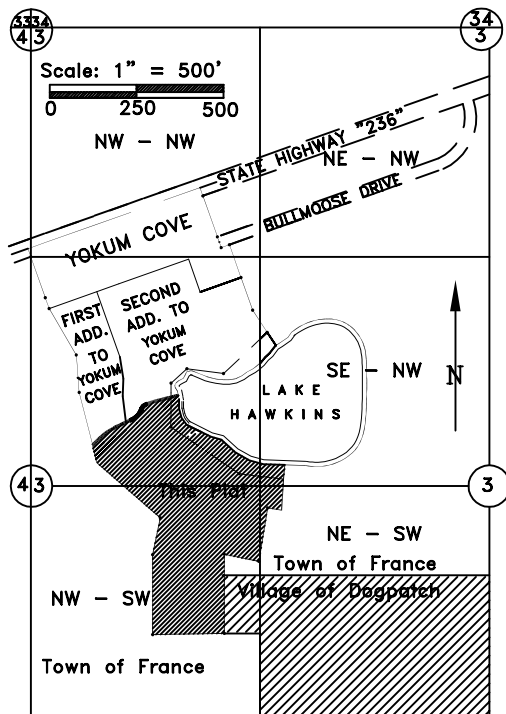 33 34
4 3
34
3
Scale: 1" = 500'
0 250 500
NW - NW
STATE HIGHWAY "236"
NE - NW
BULLMOOSE DRIVE
YOKUM COVE
FIRST
ADD.
TO
YOKUM
COVE
SECOND
ADD. TO
YOKUM
COVE
SE - NW
N
LAKE
HAWKINS
4 3
This Plat
3
NE - SW
Town of France
Village of Dogpatch
NW - SW
Town of France